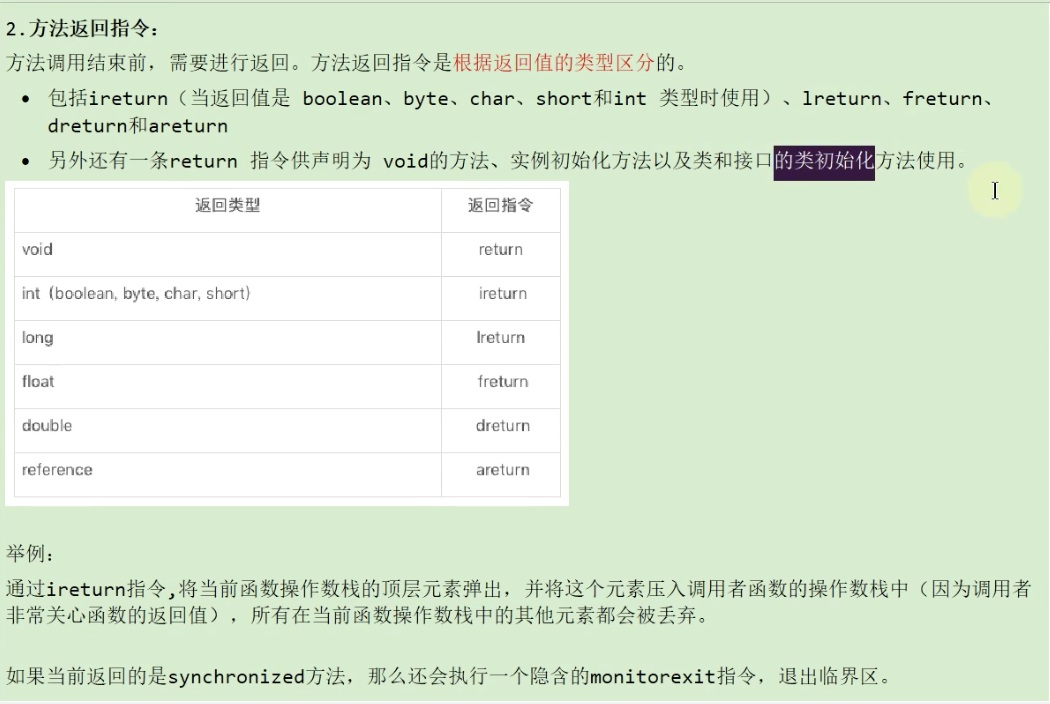 2.方法返回指令：
方法调用结束前，需要进行返回。方法返回指令是根据返回值的类型区分的。
• 包括ireturn（当返回值是 boolean、byte、char、short和int 类型时使用）、lreturn、freturn、
dreturn和areturn
• 另外还有一条return 指令供声明为 void的方法、实例初始化方法以及类和接口的类初始化方法使用。
返回类型 返回指令
void return
int (boolean, byte, char, short) ireturn
long lreturn
float freturn
double dreturn
reference areturn
举例：
通过ireturn指令,将当前函数操作数栈的顶层元素弹出，并将这个元素压入调用者函数的操作数栈中（因为调用者
非常关心函数的返回值），所有在当前函数操作数栈中的其他元素都会被丢弃。
如果当前返回的是synchronized方法，那么还会执行一个隐含的monitorexit指令，退出临界区。